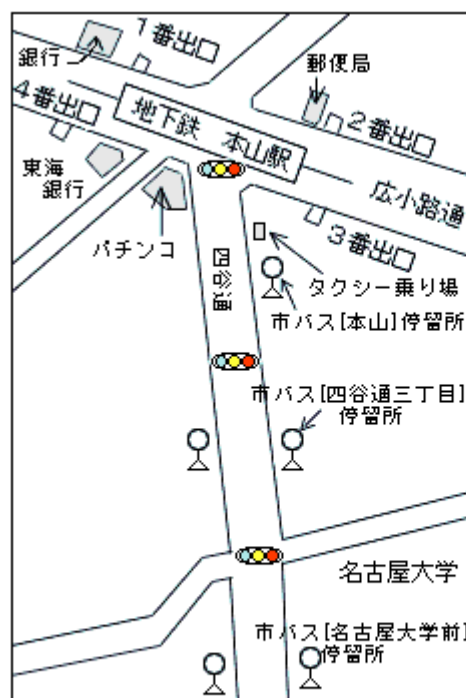 1番出口
銀行
郵便局
4番出口
地下鉄 本山駅
2番出口
東海
銀行
広小路通
パチンコ
3番出口
四谷通
タクシー乗り場
市バス[本山]停留所
市バス[四谷通三丁目]
停留所
名古屋大学
市バス[名古屋大学前]
停留所